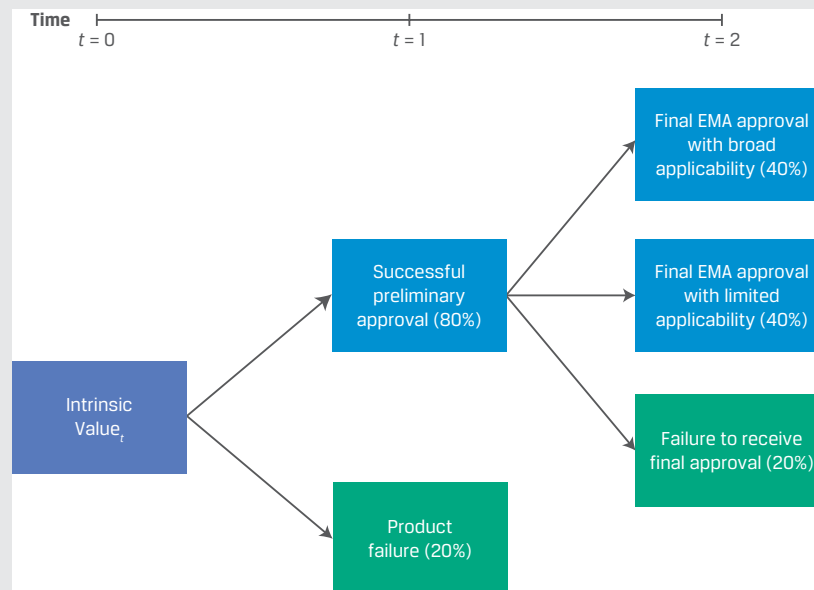 Time
t = 0
t = 1
t = 2
Final EMA approval
with broad
applicability (40%)
Successful
preliminary
approval (80%)
Final EMA approval
with limited
applicability (40%)
Intrinsic
Valueₜ
Failure to receive
final approval (20%)
Product
failure (20%)